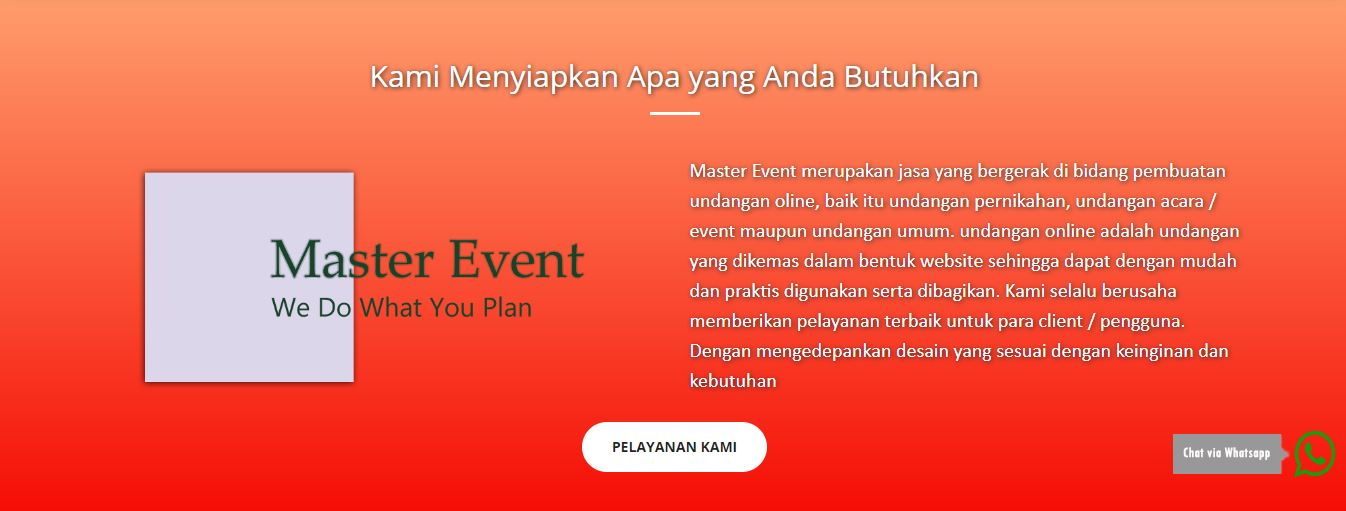 Kami Menyiapkan Apa yang Anda Butuhkan
Master Event
We Do What You Plan
Master Event merupakan jasa yang bergerak di bidang pembuatan
undangan oline, baik itu undangan pernikahan, undangan acara /
event maupun undangan umum. undangan online adalah undangan
yang dikemas dalam bentuk website sehingga dapat dengan mudah
dan praktis digunakan serta dibagikan. Kami selalu berusaha
memberikan pelayanan terbaik untuk para client / pengguna.
Dengan mengedepankan desain yang sesuai dengan keinginan dan
kebutuhan
PELAYANAN KAMI
Chat via Whatsapp